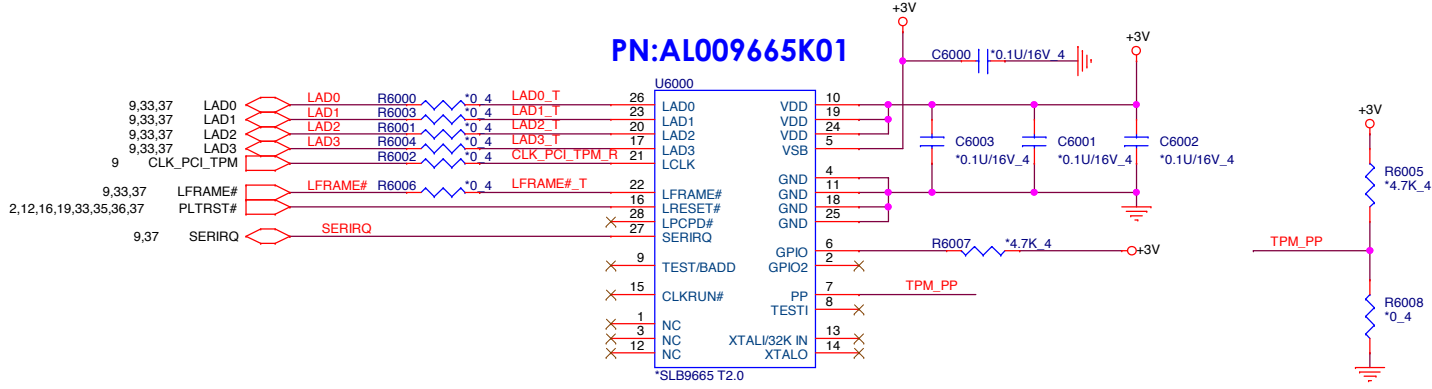 +3V
PN:AL009665K01
C6000 *0.1U/16V_4
+3V
U6000
9,33,37 LAD0 LAD0 R6000 *0_4 LAD0_T 26 LAD0 VDD 10
9,33,37 LAD1 LAD1 R6003 *0_4 LAD1_T 23 LAD1 VDD 19
9,33,37 LAD2 LAD2 R6001 *0_4 LAD2_T 20 LAD2 VDD 24
9,33,37 LAD3 LAD3 R6004 *0_4 LAD3_T 17 LAD3 VSB 5
9 CLK_PCI_TPM R6002 *0_4 CLK_PCI_TPM_R 21 LCLK
C6003 C6001 C6002
*0.1U/16V_4 *0.1U/16V_4 *0.1U/16V_4
+3V
GND 4
9,33,37 LFRAME# LFRAME# R6006 *0_4 LFRAME#_T 22 LFRAME# GND 11
2,12,16,19,33,35,36,37 PLTRST# 16 LRESET# GND 18
28 LPCPD# GND 25
9,37 SERIRQ SERIRQ 27 SERIRQ
R6005
*4.7K_4
GPIO 6 R6007 *4.7K_4 +3V
9 TEST/BADD GPIO2 2
TPM_PP
15 CLKRUN# PP 7 TPM_PP
TESTI 8
R6008
*0_4
1 NC
3 NC XTALI/32K IN 13
12 NC XTALO 14
*SLB9665 T2.0